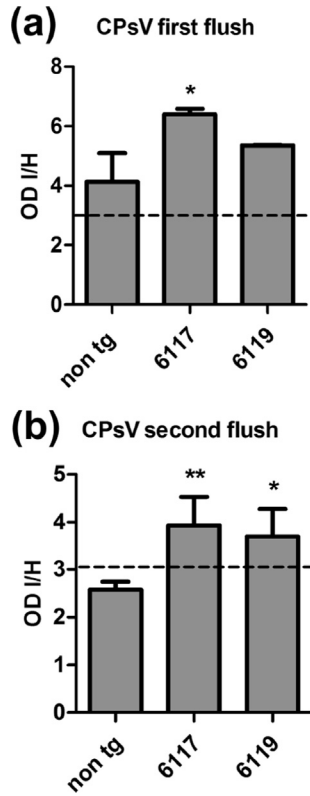 (a) CPsV first flush
8
6
4
2
0
OD I/H
*
non tg 6117 6119
(b) CPsV second flush
5
4
3
2
1
0
OD I/H
** *
non tg 6117 6119